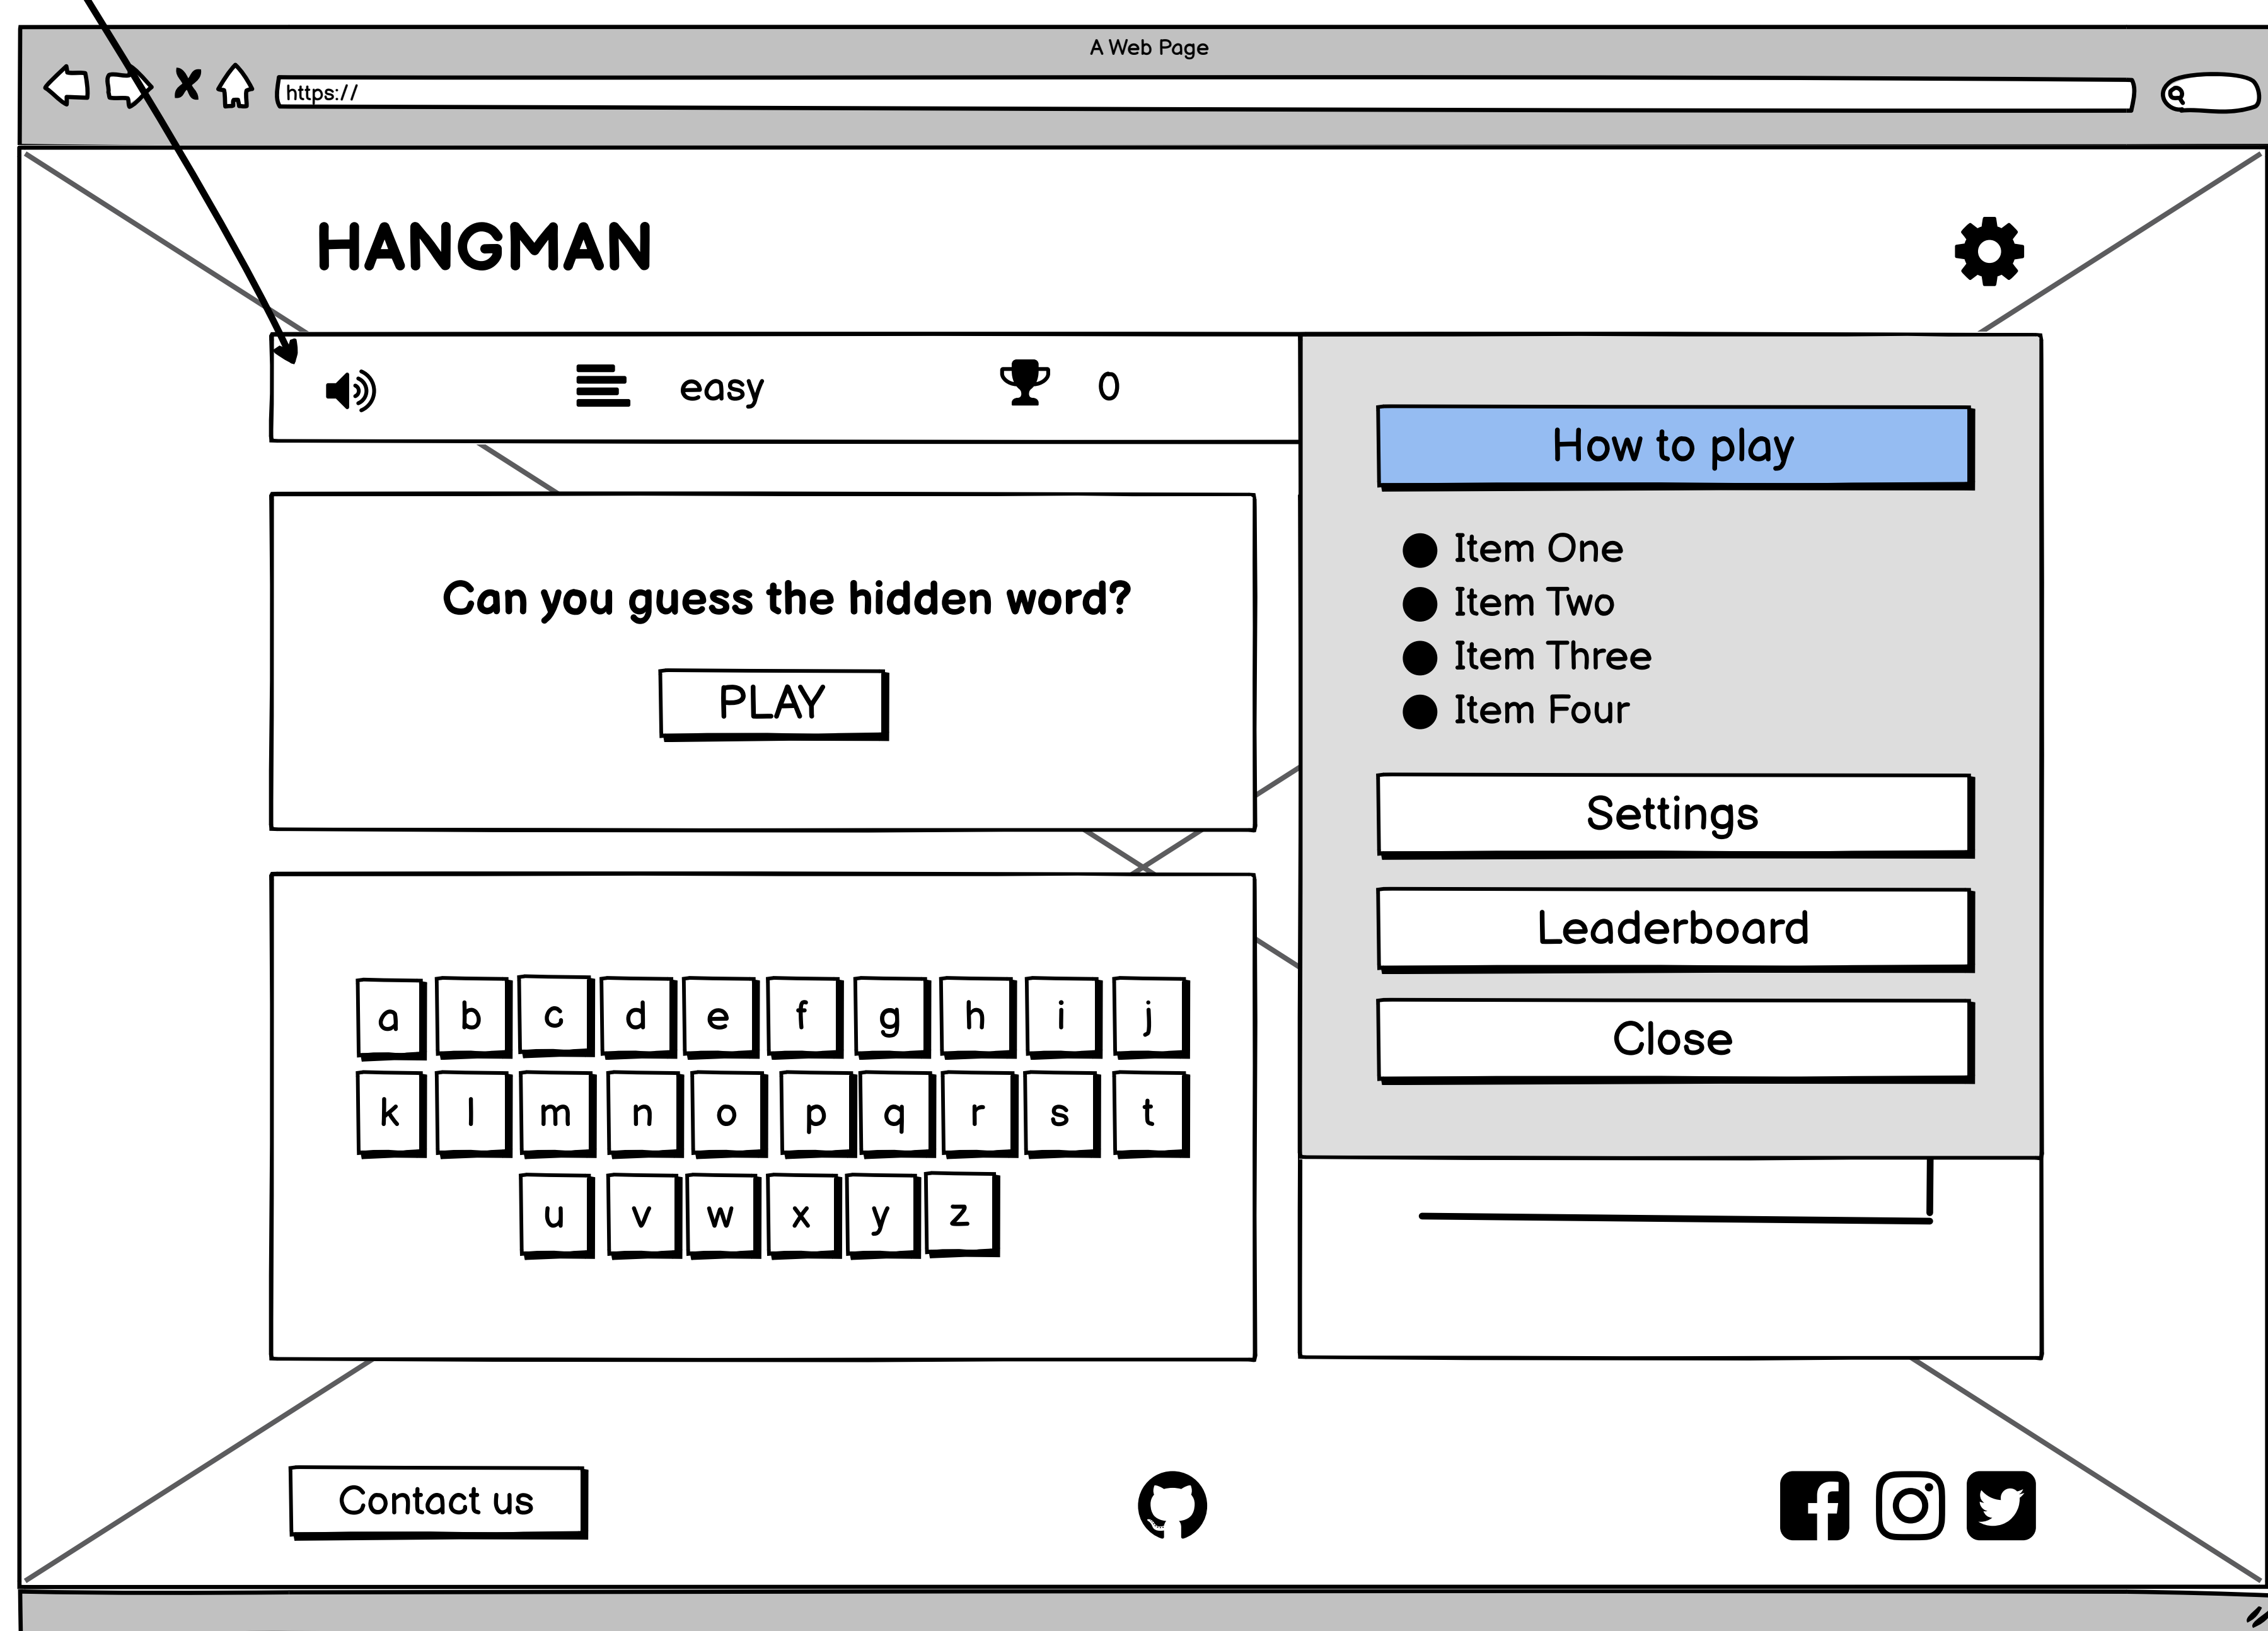 A Web Page
https://
HANGMAN
easy
0
How to play
Item One
Item Two
Item Three
Item Four
Settings
Leaderboard
Close
Can you guess the hidden word?
PLAY
a b c d e f g h i j
k l m n o p q r s t
u v w x y z
Contact us